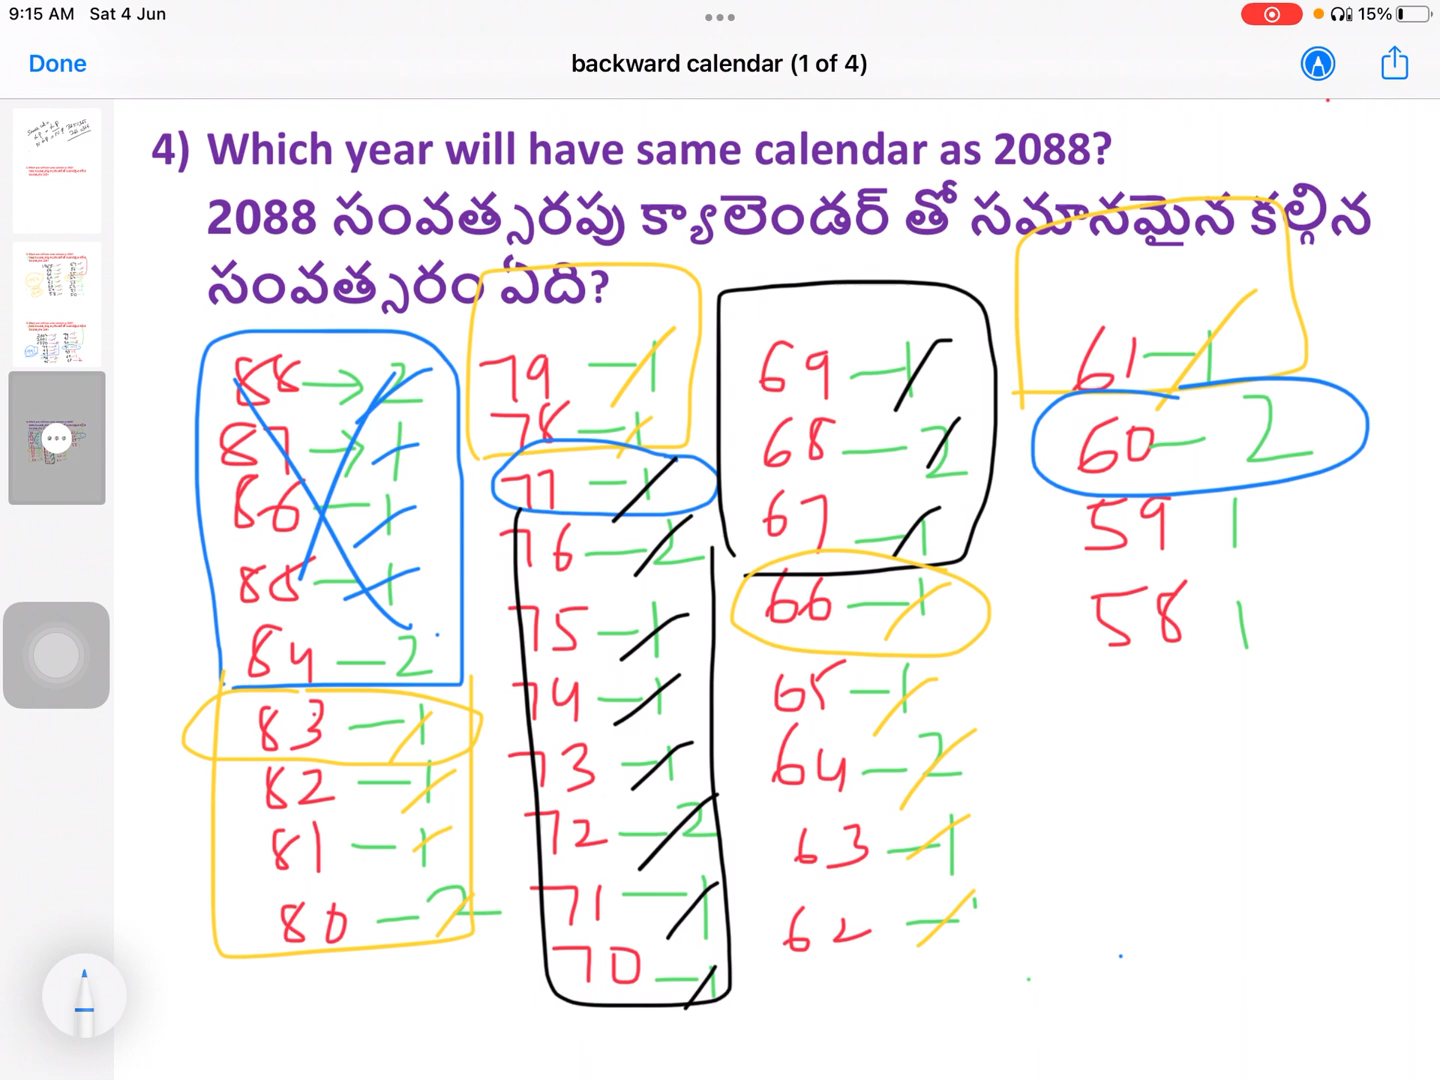 9:15 AM Sat 4 Jun
15%
Done
backward calendar (1 of 4)
4) Which year will have same calendar as 2088?
2088 సంవత్సరపు క్యాలెండర్ తో సమానమైన కల్గిన
సంవత్సరం ఏది?
88 → 2
87 → 1
86 — 1
85 — 1
84 — 2
83 — 1
82 — 1
81 — 1
80 — 2
79 — 1
78 — 1
77 — 1
76 — 2
75 — 1
74 — 1
73 — 1
72 — 2
71 — 1
70 — 1
69 — 1
68 — 2
67 — 1
66 — 1
65 — 1
64 — 2
63 — 1
62 — 1
61 — 1
60 — 2
59 1
58 1